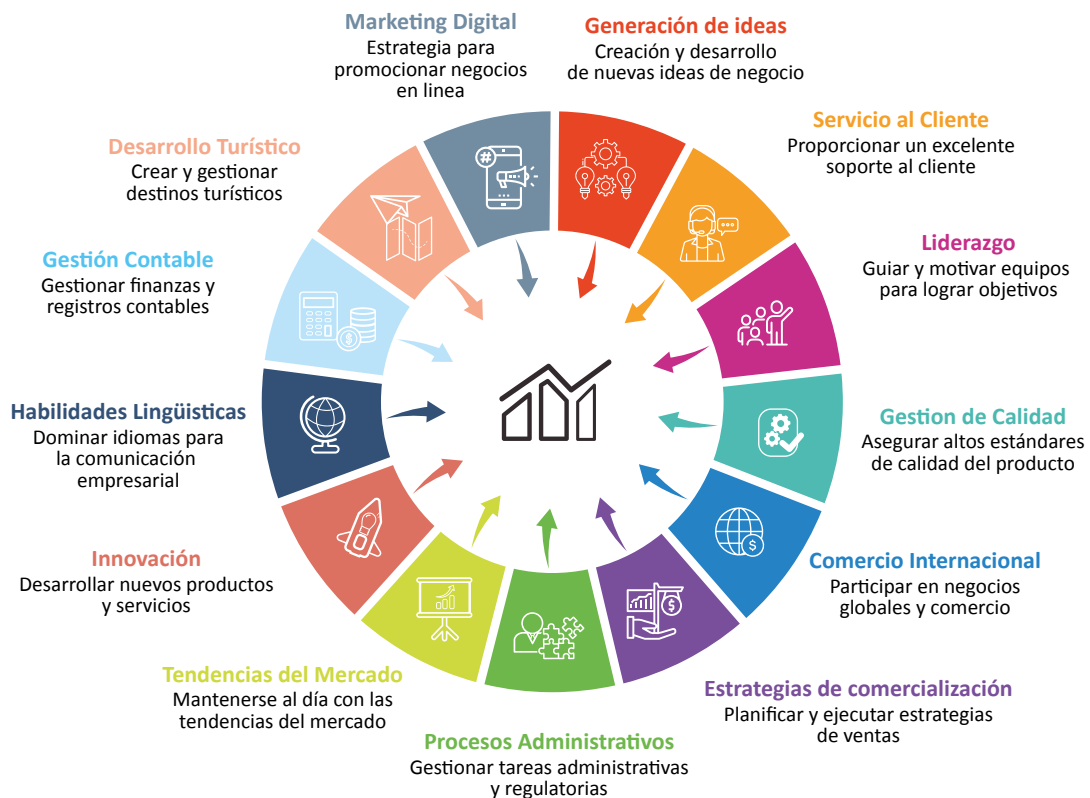 Marketing Digital
Estrategia para
promocionar negocios
en linea
Generación de ideas
Creación y desarrollo
de nuevas ideas de negocio
Servicio al Cliente
Proporcionar un excelente
soporte al cliente
Liderazgo
Guiar y motivar equipos
para lograr objetivos
Gestion de Calidad
Asegurar altos estándares
de calidad del producto
Comercio Internacional
Participar en negocios
globales y comercio
Estrategias de comercialización
Planificar y ejecutar estrategias
de ventas
Procesos Administrativos
Gestionar tareas administrativas
y regulatorias
Tendencias del Mercado
Mantenerse al día con las
tendencias del mercado
Innovación
Desarrollar nuevos productos
y servicios
Habilidades Lingüisticas
Dominar idiomas para
la comunicación
empresarial
Gestión Contable
Gestionar finanzas y
registros contables
Desarrollo Turístico
Crear y gestionar
destinos turísticos
#
$
$
$